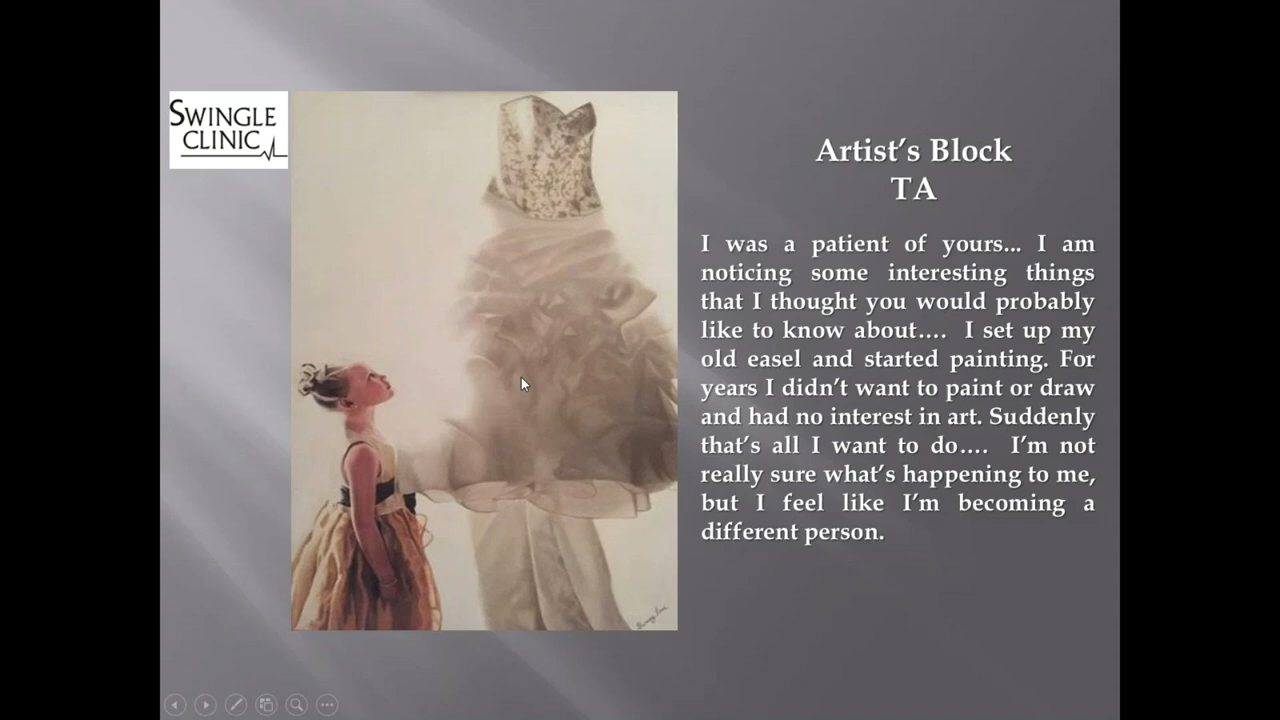 SWINGLE
CLINIC
Artist’s Block
TA
I was a patient of yours... I am
noticing some interesting things
that I thought you would probably
like to know about…. I set up my
old easel and started painting. For
years I didn’t want to paint or draw
and had no interest in art. Suddenly
that’s all I want to do…. I’m not
really sure what’s happening to me,
but I feel like I’m becoming a
different person.